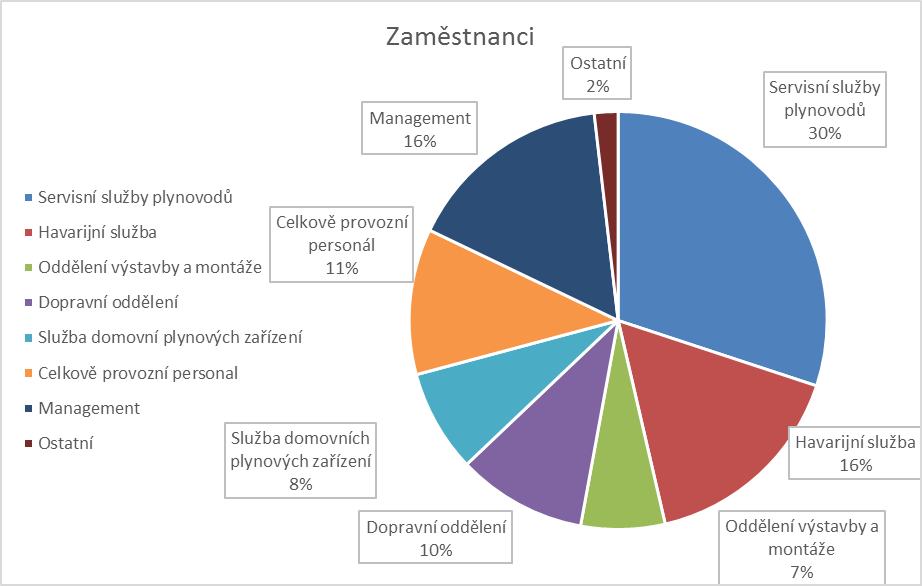 Zaměstnanci
Ostatní
2%
Servisní služby
plynovodů
30%
Management
16%
Celkově provozní
personál
11%
Servisní služby plynovodů
Havarijní služba
Oddělení výstavby a montáže
Dopravní oddělení
Služba domovní plynových zařízení
Celkově provozní personal
Management
Ostatní
Služba domovních
plynových zařízení
8%
Havarijní služba
16%
Dopravní oddělení
10%
Oddělení výstavby a
montáže
7%